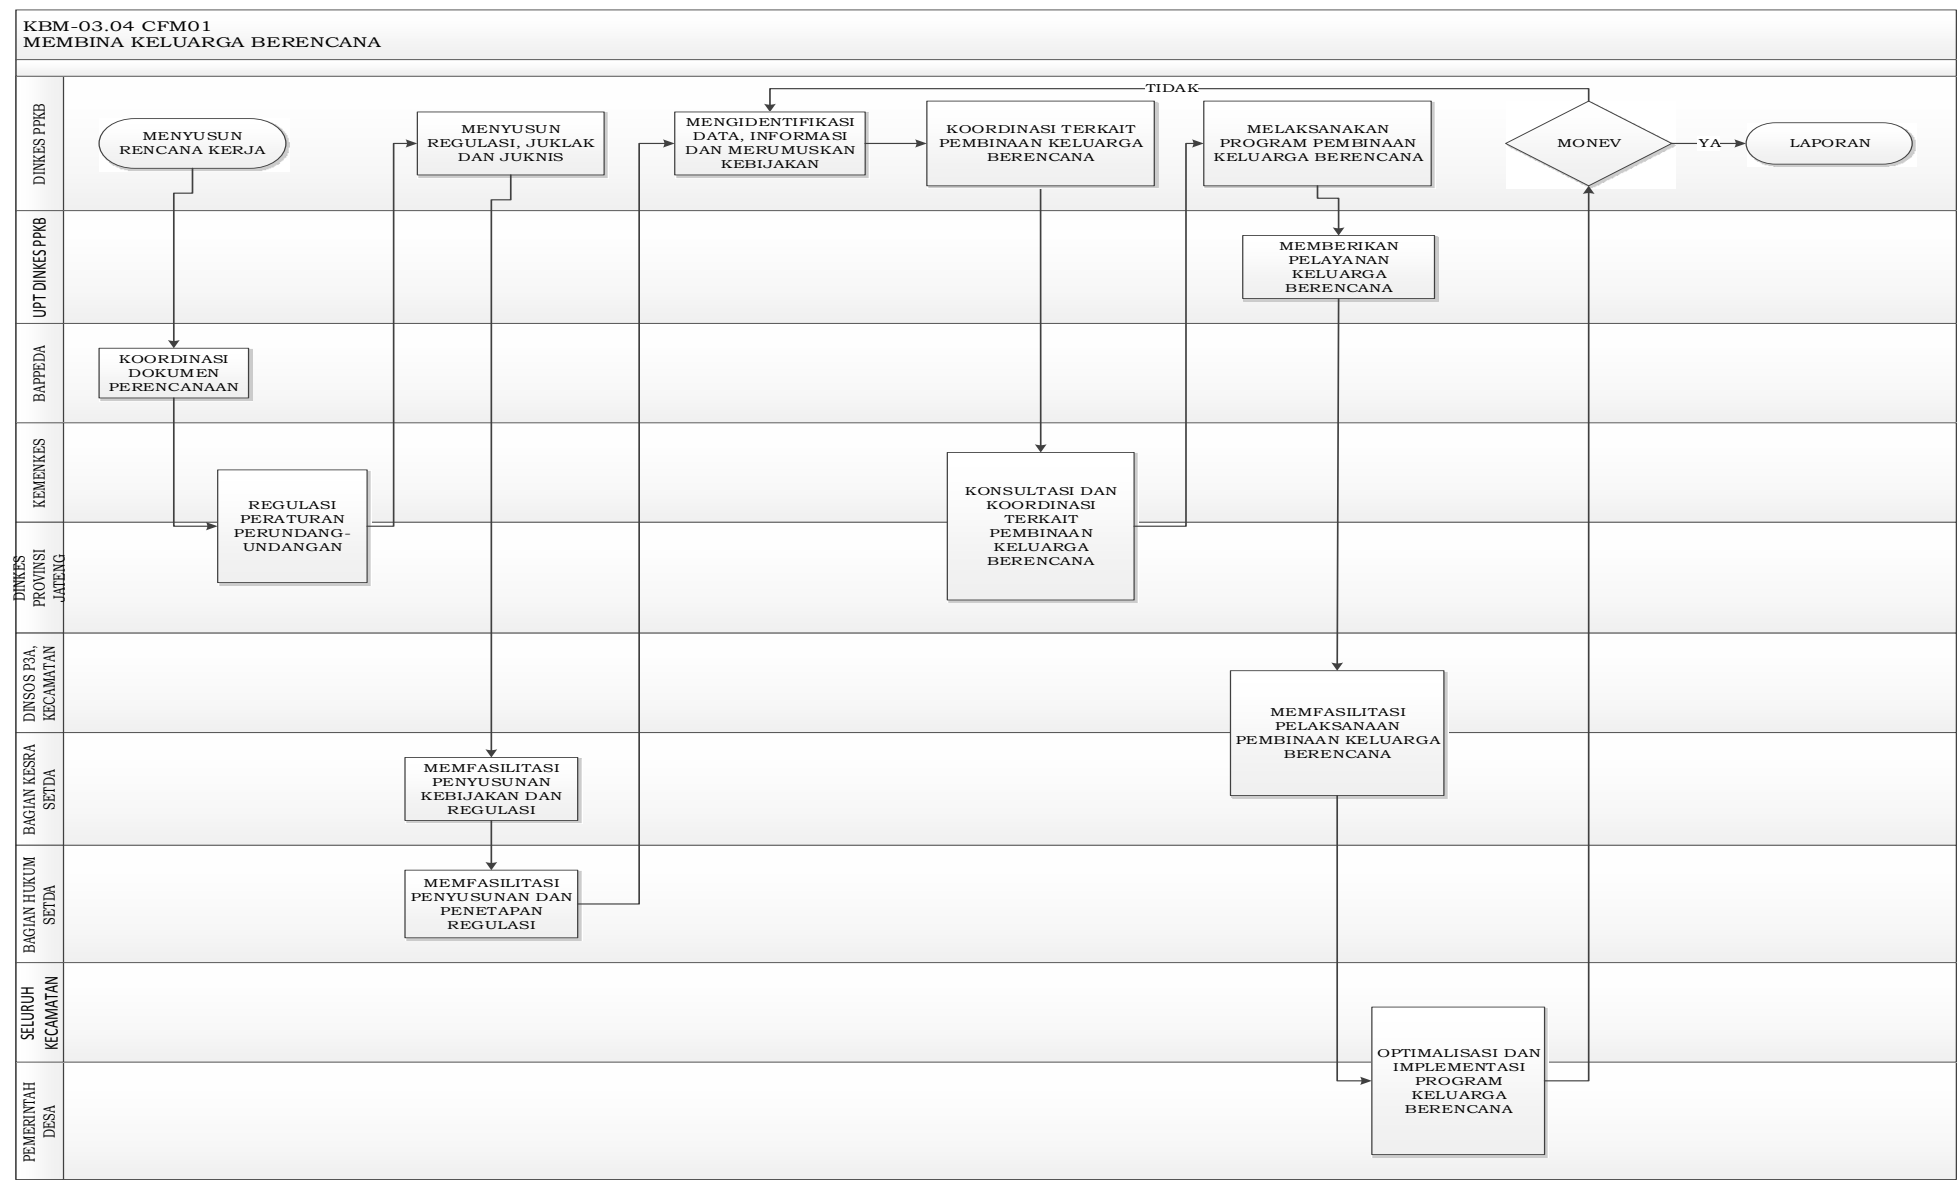 KBM-03.04 CFM01
MEMBINA KELUARGA BERENCANA
DINKES PPKB
MENYUSUN
RENCANA KERJA
MENYUSUN
REGULASI, JUKLAK
DAN JUKNIS
TIDAK
MENGIDENTIFIKASI
DATA, INFORMASI
DAN MERUMUSKAN
KEBIJAKAN
KOORDINASI TERKAIT
PEMBINAAN KELUARGA
BERENCANA
MELAKSANAKAN
PROGRAM PEMBINAAN
KELUARGA BERENCANA
MONEV
YA
LAPORAN
UPT DINKES PPKB
MEMBERIKAN
PELAYANAN
KELUARGA
BERENCANA
BAPPEDA
KOORDINASI
DOKUMEN
PERENCANAAN
KEMENKES
REGULASI
PERATURAN
PERUNDANG-
UNDANGAN
KONSULTASI DAN
KOORDINASI
TERKAIT
PEMBINAAN
KELUARGA
BERENCANA
DINKES
PROVINSI
JATENG
DINSOS P3A,
KECAMATAN
MEMFASILITASI
PELAKSANAAN
PEMBINAAN KELUARGA
BERENCANA
BAGIAN KESRA
SETDA
MEMFASILITASI
PENYUSUNAN
KEBIJAKAN DAN
REGULASI
BAGIAN HUKUM
SETDA
MEMFASILITASI
PENYUSUNAN DAN
PENETAPAN
REGULASI
SELURUH
KECAMATAN
OPTIMALISASI DAN
IMPLEMENTASI
PROGRAM
KELUARGA
BERENCANA
PEMERINTAH
DESA